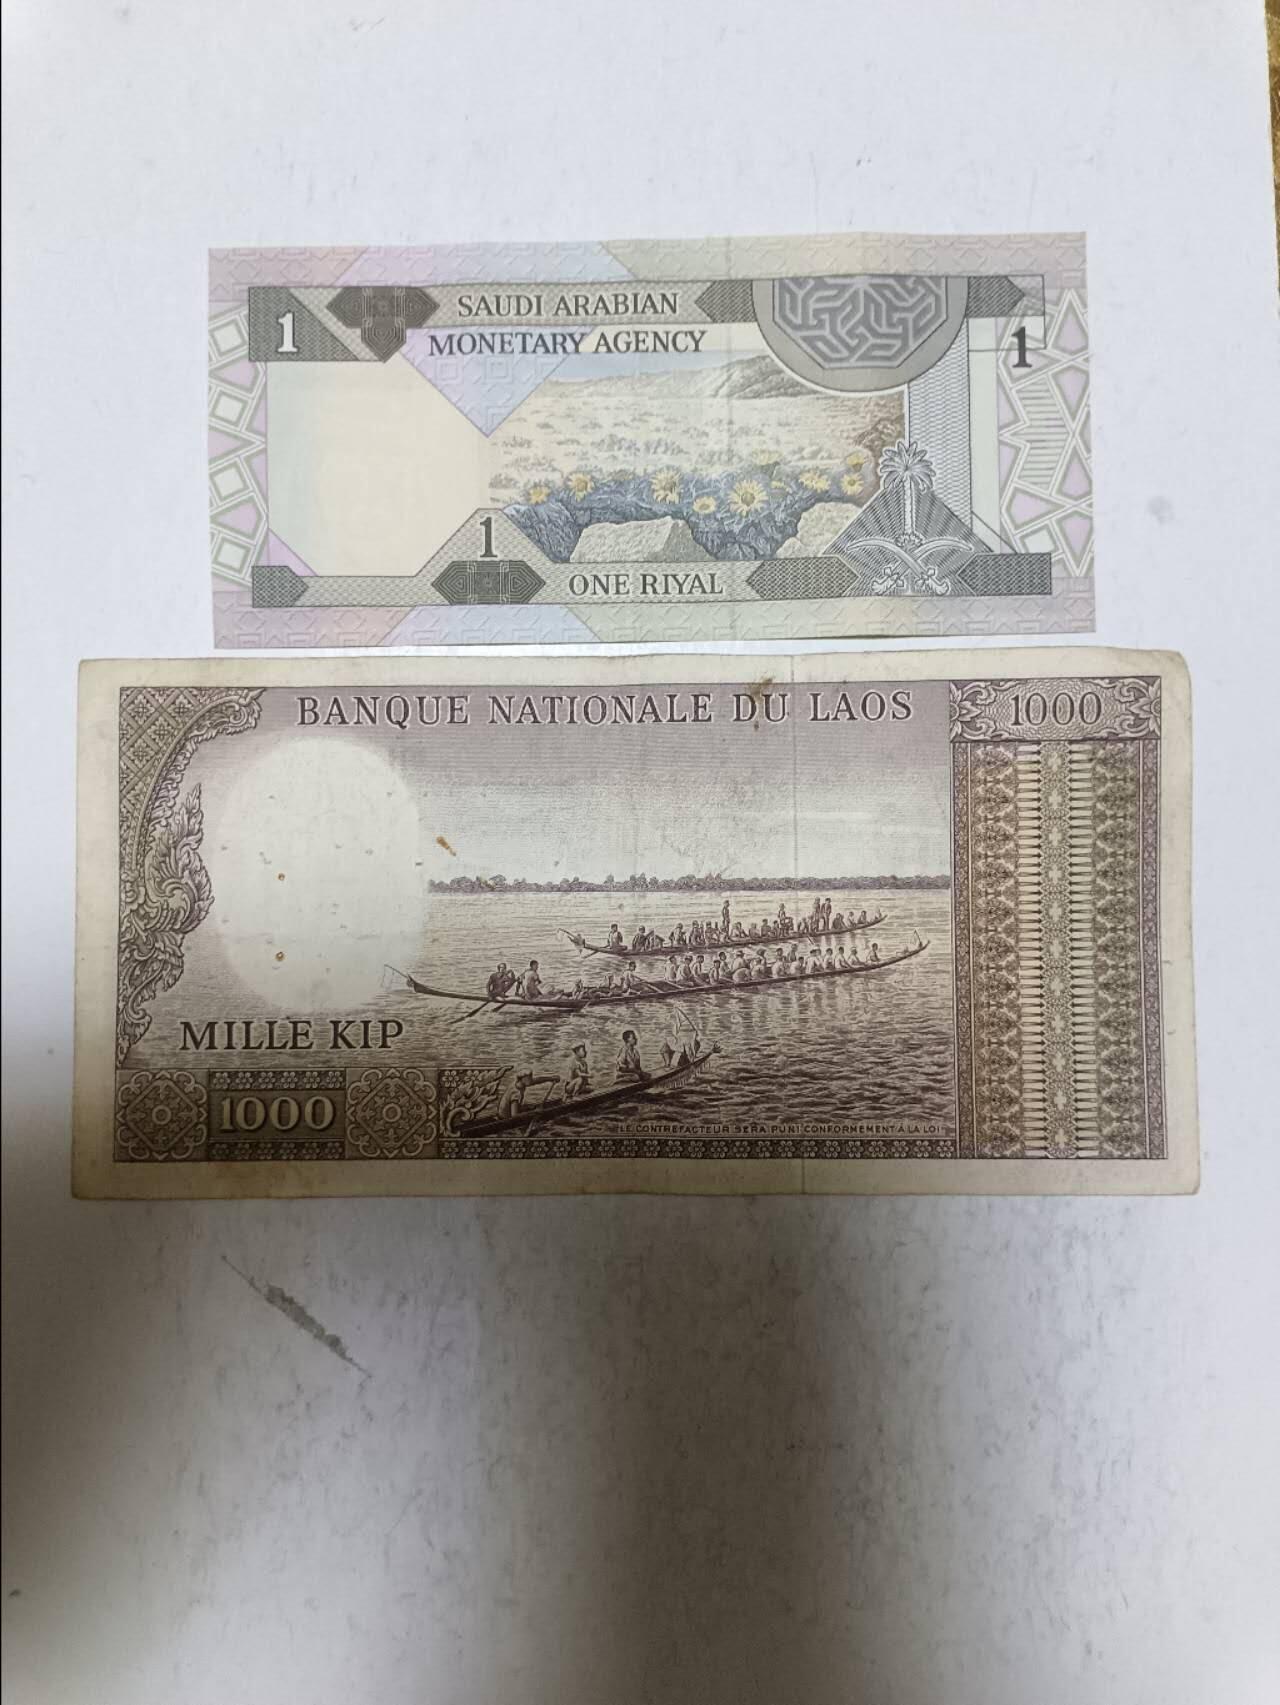 1
SAUDI ARABIAN
MONETARY AGENCY
1
1
ONE RIYAL
BANQUE NATIONALE DU LAOS
1000
MILLE KIP
1000
LE CONTREFACTEUR SERA PUNI CONFORMEMENT À LA LOI